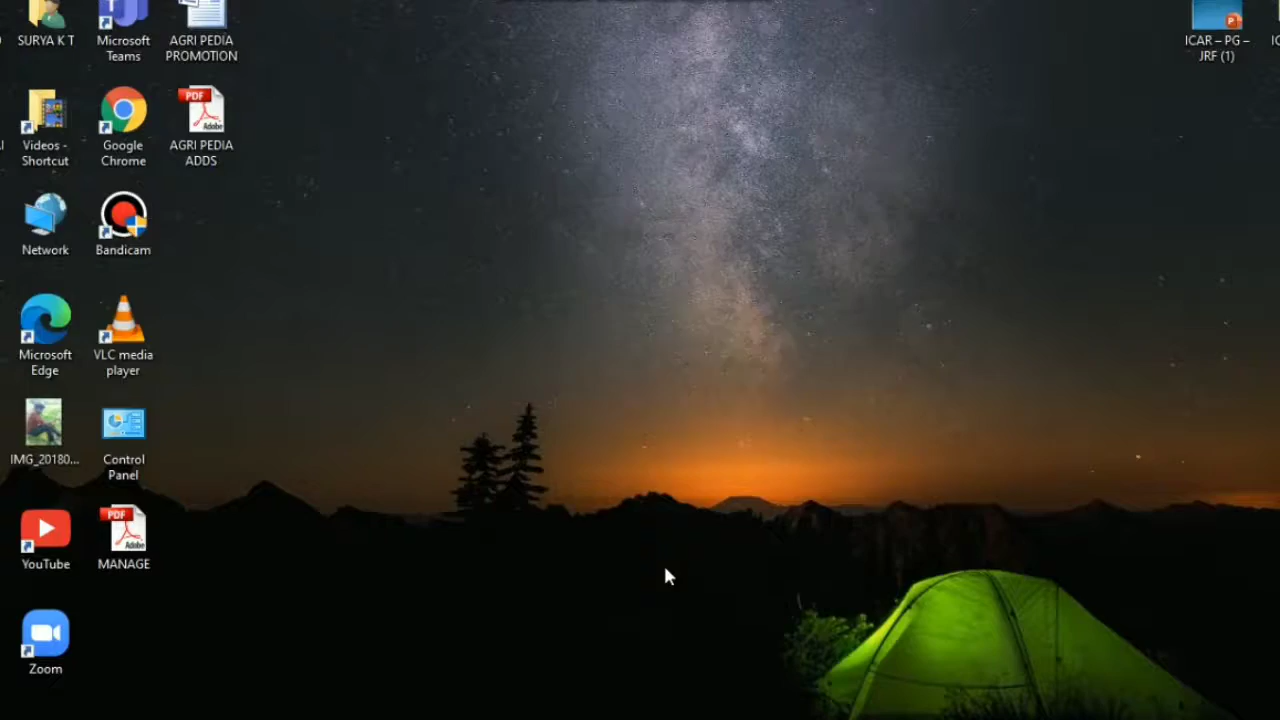 SURYA K T
Microsoft
Teams
AGRI PEDIA
PROMOTION
ICAR – PG –
JRF (1)
Videos -
Shortcut
Google
Chrome
PDF
Adobe
AGRI PEDIA
ADDS
Network
Bandicam
Microsoft
Edge
VLC media
player
IMG_20180...
Control
Panel
YouTube
PDF
Adobe
MANAGE
Zoom